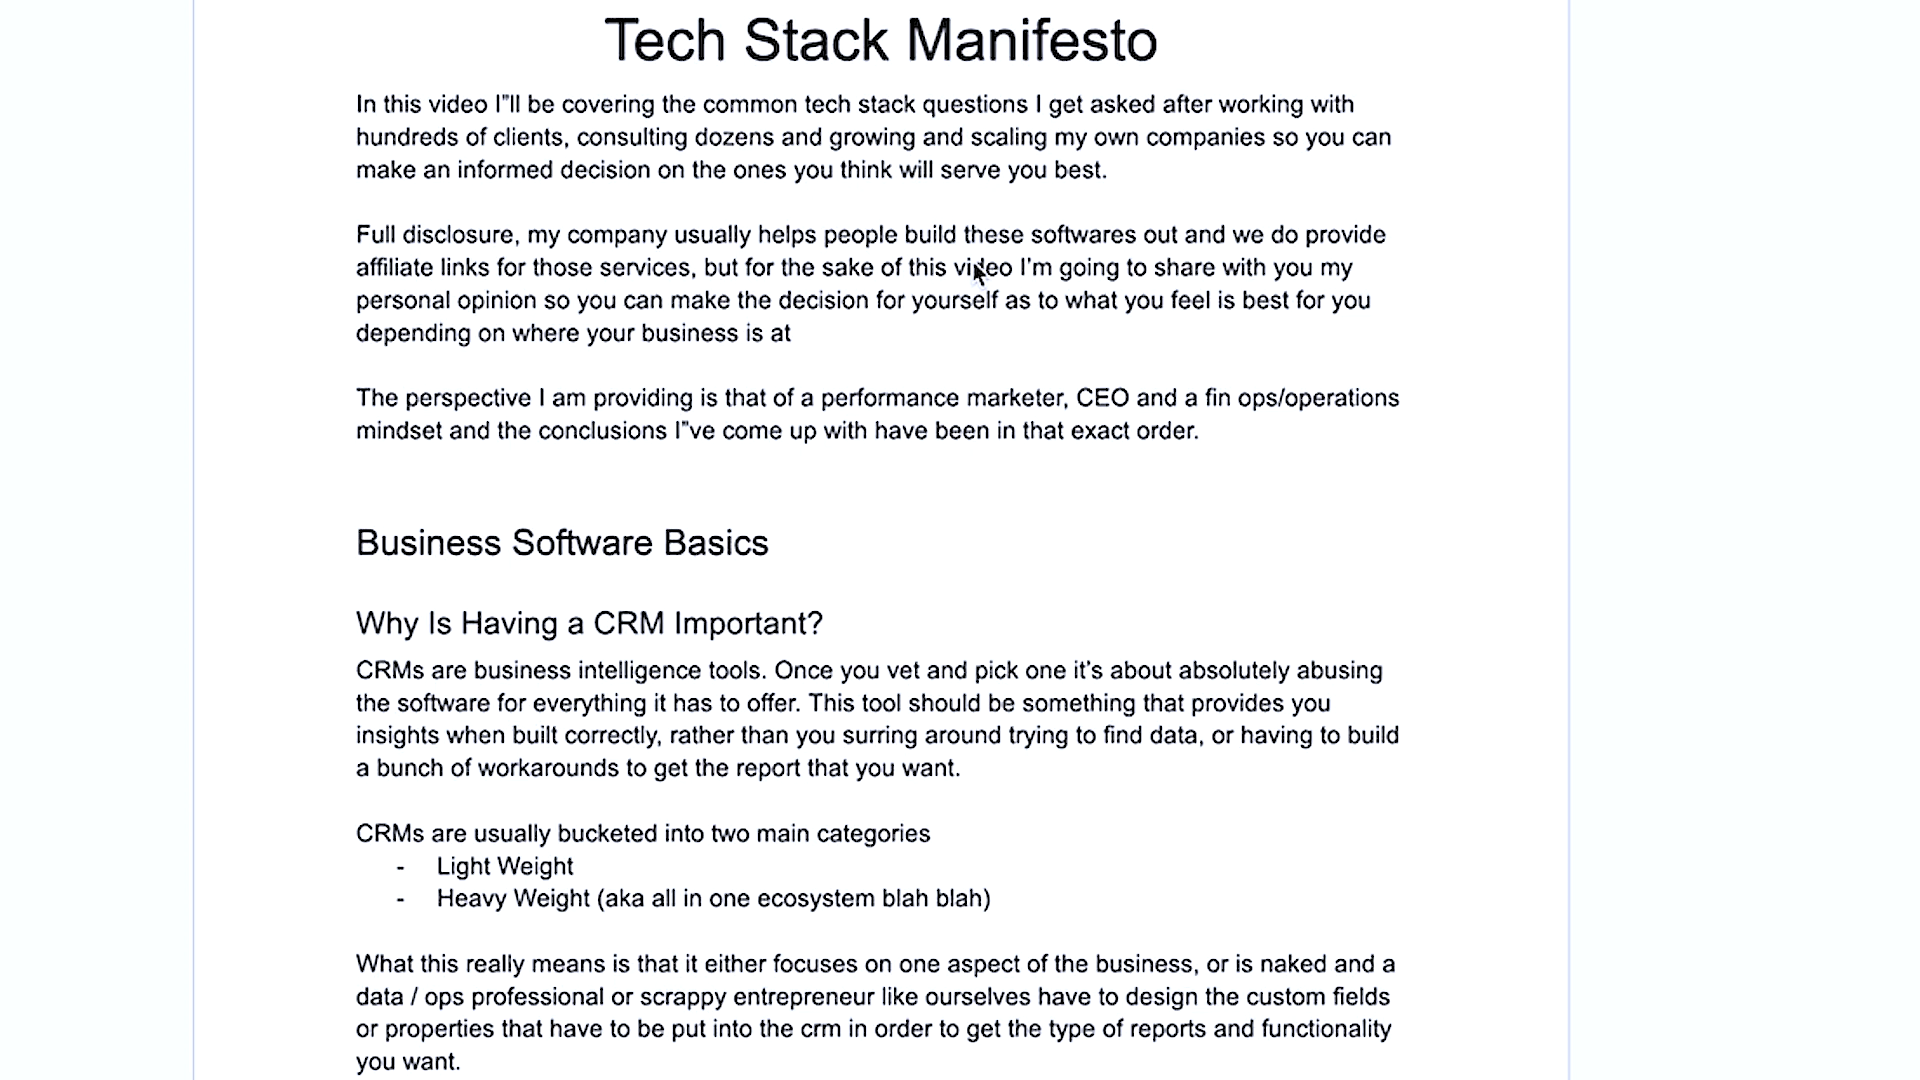 Tech Stack Manifesto
In this video I"ll be covering the common tech stack questions I get asked after working with
hundreds of clients, consulting dozens and growing and scaling my own companies so you can
make an informed decision on the ones you think will serve you best.
Full disclosure, my company usually helps people build these softwares out and we do provide
affiliate links for those services, but for the sake of this video I'm going to share with you my
personal opinion so you can make the decision for yourself as to what you feel is best for you
depending on where your business is at
The perspective I am providing is that of a performance marketer, CEO and a fin ops/operations
mindset and the conclusions I"ve come up with have been in that exact order.
Business Software Basics
Why Is Having a CRM Important?
CRMs are business intelligence tools. Once you vet and pick one it's about absolutely abusing
the software for everything it has to offer. This tool should be something that provides you
insights when built correctly, rather than you surring around trying to find data, or having to build
a bunch of workarounds to get the report that you want.
CRMs are usually bucketed into two main categories
- Light Weight
- Heavy Weight (aka all in one ecosystem blah blah)
What this really means is that it either focuses on one aspect of the business, or is naked and a
data / ops professional or scrappy entrepreneur like ourselves have to design the custom fields
or properties that have to be put into the crm in order to get the type of reports and functionality
you want.